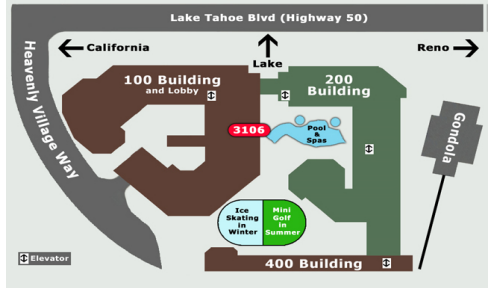 Lake Tahoe Blvd (Highway 50)
California
Lake
Reno
Heavenly Village Way
100 Building
and Lobby
200
Building
3106
Pool
&
Spas
Gondola
Ice
Skating
in
Winter
Mini
Golf
in
Summer
Elevator
400 Building